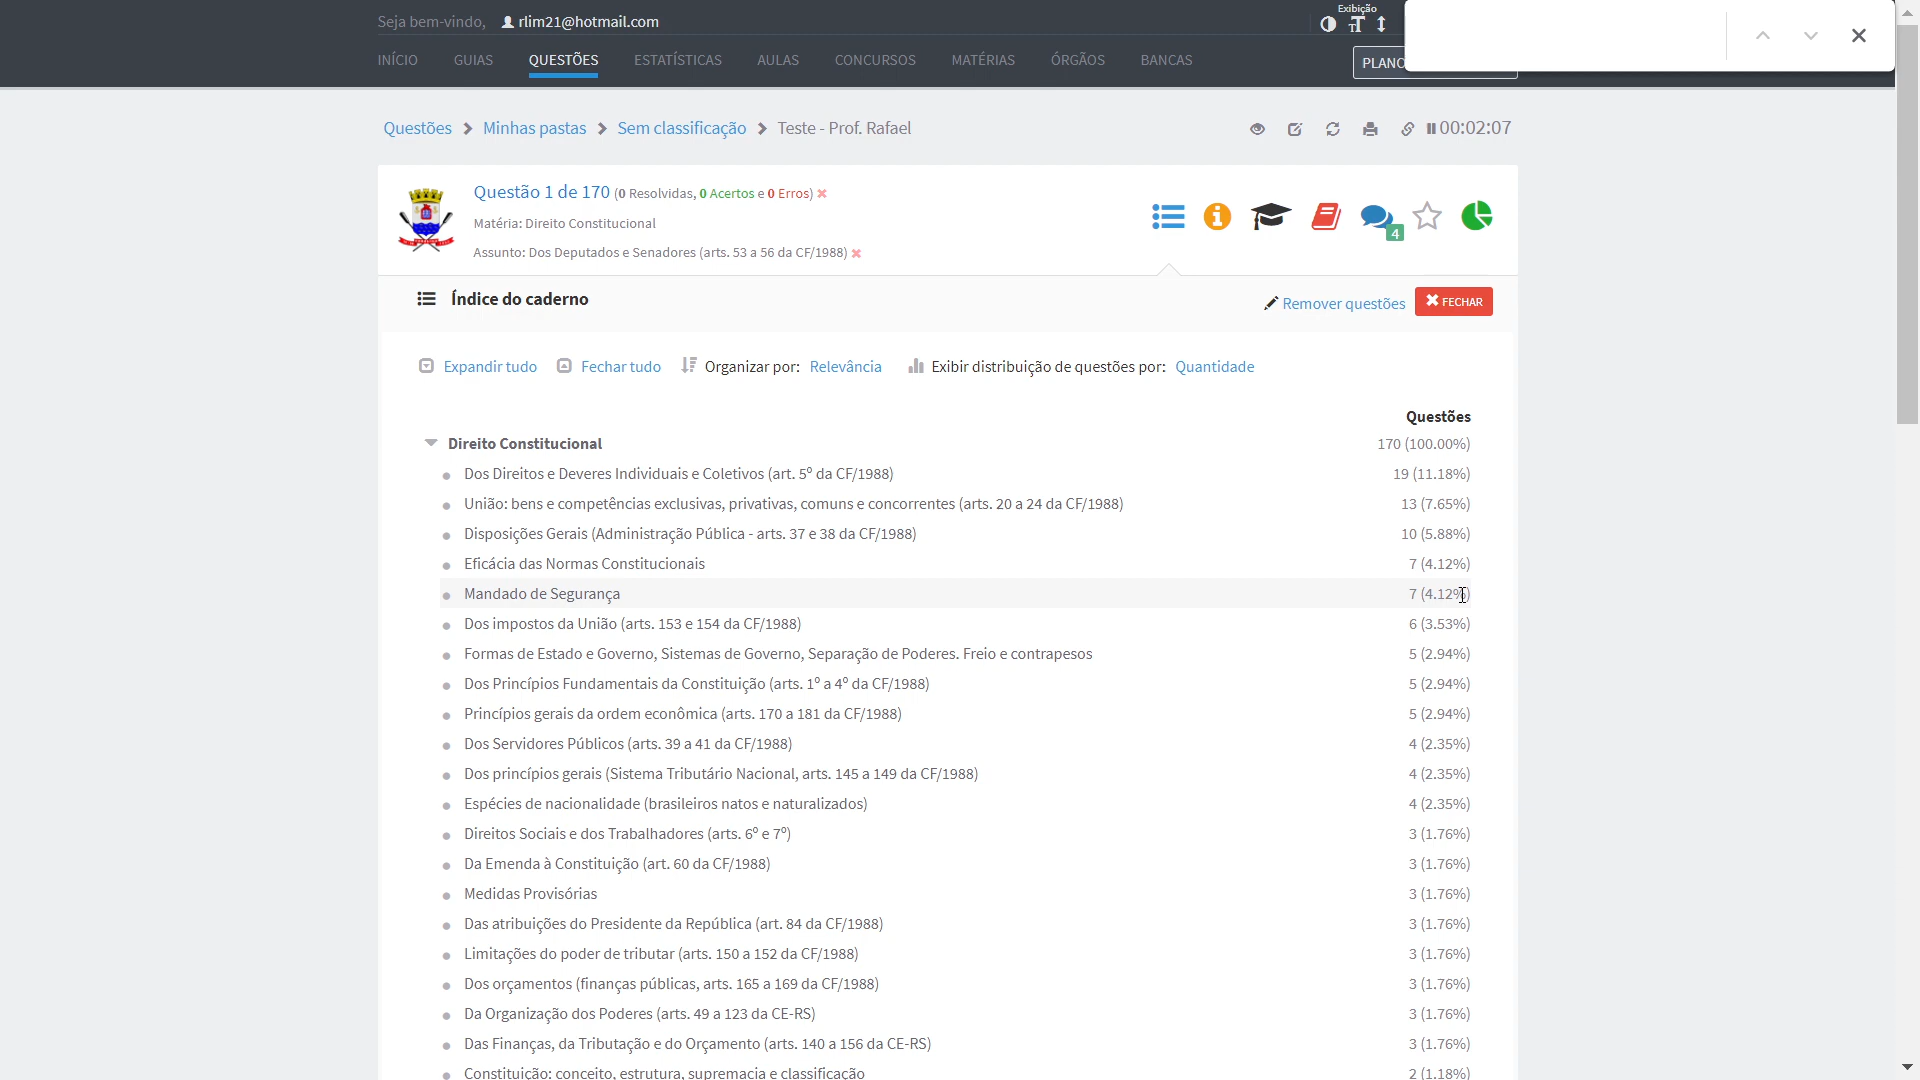 Seja bem-vindo, rlim21@hotmail.com
Exibição
INÍCIO GUIAS QUESTÕES ESTATÍSTICAS AULAS CONCURSOS MATÉRIAS ÓRGÃOS BANCAS PLANO
Questões > Minhas pastas > Sem classificação > Teste - Prof. Rafael 00:02:07
Questão 1 de 170 (0 Resolvidas, 0 Acertos e 0 Erros)
Matéria: Direito Constitucional
4
Assunto: Dos Deputados e Senadores (arts. 53 a 56 da CF/1988)
Índice do caderno Remover questões FECHAR
Expandir tudo Fechar tudo Organizar por: Relevância Exibir distribuição de questões por: Quantidade
Questões
Direito Constitucional 170 (100.00%)
Dos Direitos e Deveres Individuais e Coletivos (art. 5º da CF/1988) 19 (11.18%)
União: bens e competências exclusivas, privativas, comuns e concorrentes (arts. 20 a 24 da CF/1988) 13 (7.65%)
Disposições Gerais (Administração Pública - arts. 37 e 38 da CF/1988) 10 (5.88%)
Eficácia das Normas Constitucionais 7 (4.12%)
Mandado de Segurança 7 (4.12%)
Dos impostos da União (arts. 153 e 154 da CF/1988) 6 (3.53%)
Formas de Estado e Governo, Sistemas de Governo, Separação de Poderes. Freio e contrapesos 5 (2.94%)
Dos Princípios Fundamentais da Constituição (arts. 1º a 4º da CF/1988) 5 (2.94%)
Princípios gerais da ordem econômica (arts. 170 a 181 da CF/1988) 5 (2.94%)
Dos Servidores Públicos (arts. 39 a 41 da CF/1988) 4 (2.35%)
Dos princípios gerais (Sistema Tributário Nacional, arts. 145 a 149 da CF/1988) 4 (2.35%)
Espécies de nacionalidade (brasileiros natos e naturalizados) 4 (2.35%)
Direitos Sociais e dos Trabalhadores (arts. 6º e 7º) 3 (1.76%)
Da Emenda à Constituição (art. 60 da CF/1988) 3 (1.76%)
Medidas Provisórias 3 (1.76%)
Das atribuições do Presidente da República (art. 84 da CF/1988) 3 (1.76%)
Limitações do poder de tributar (arts. 150 a 152 da CF/1988) 3 (1.76%)
Dos orçamentos (finanças públicas, arts. 165 a 169 da CF/1988) 3 (1.76%)
Da Organização dos Poderes (arts. 49 a 123 da CE-RS) 3 (1.76%)
Das Finanças, da Tributação e do Orçamento (arts. 140 a 156 da CE-RS) 3 (1.76%)
Constituição: conceito, estrutura, supremacia e classificação 2 (1.18%)